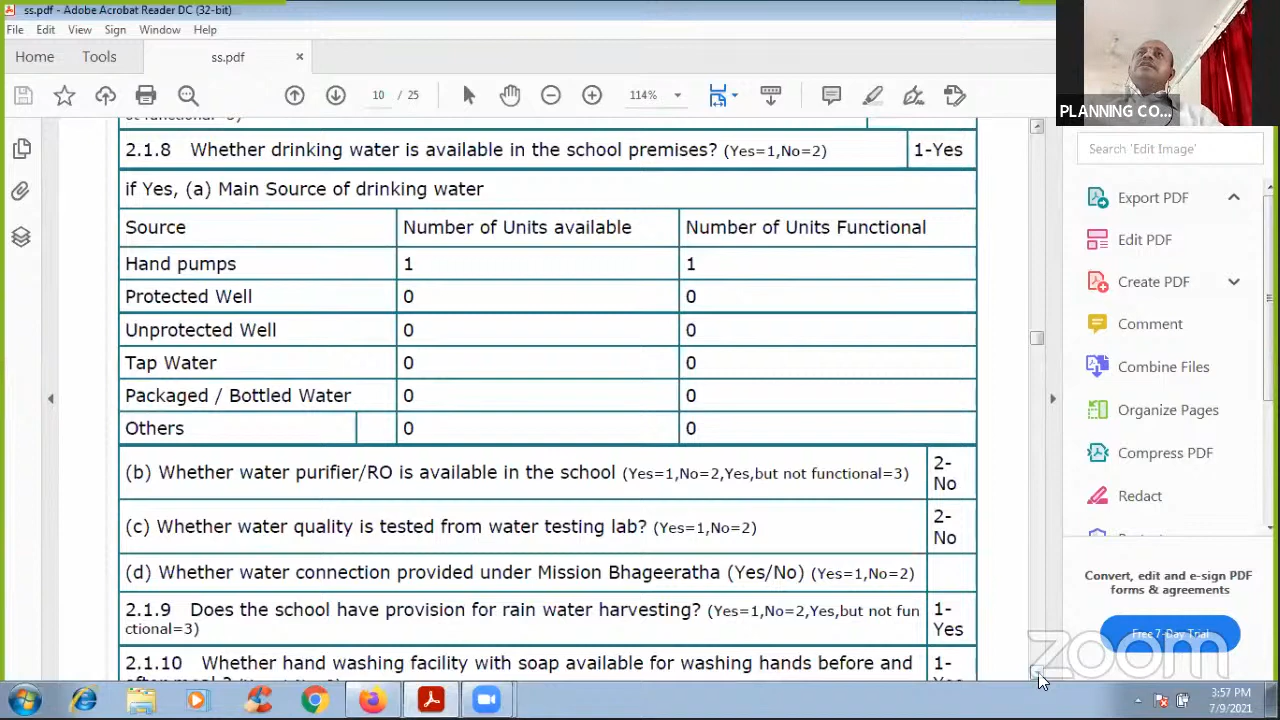 ss.pdf - Adobe Acrobat Reader DC (32-bit)
File Edit View Sign Window Help
Home Tools ss.pdf ×
10 / 25 114%
PLANNING CO...
Search 'Edit Image'
2.1.8 Whether drinking water is available in the school premises? (Yes=1,No=2) 1-Yes
if Yes, (a) Main Source of drinking water
Source Number of Units available Number of Units Functional
Hand pumps 1 1
Protected Well 0 0
Unprotected Well 0 0
Tap Water 0 0
Packaged / Bottled Water 0 0
Others 0 0
(b) Whether water purifier/RO is available in the school (Yes=1,No=2,Yes,but not functional=3) 2-
No
(c) Whether water quality is tested from water testing lab? (Yes=1,No=2) 2-
No
(d) Whether water connection provided under Mission Bhageeratha (Yes/No) (Yes=1,No=2)
2.1.9 Does the school have provision for rain water harvesting? (Yes=1,No=2,Yes,but not fun
ctional=3) 1-
Yes
2.1.10 Whether hand washing facility with soap available for washing hands before and 1-
Export PDF
Edit PDF
Create PDF
Comment
Combine Files
Organize Pages
Compress PDF
Redact
Convert, edit and e-sign PDF
forms & agreements
Free 7-Day Trial
zoom
3:57 PM
7/9/2021